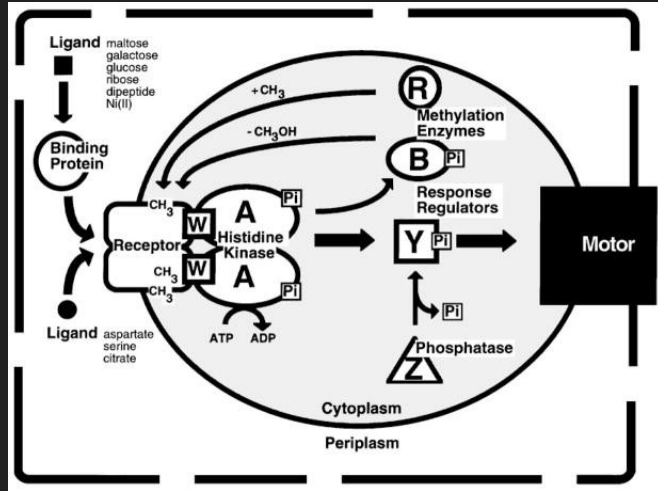 Ligand
maltose
galactose
glucose
ribose
dipeptide
Ni(II)
Binding
Protein
+CH3
-CH3OH
R
Methylation
Enzymes
B
Pi
Response
Regulators
CH3
W
A
Pi
Receptor
Histidine
Kinase
Y
Pi
Motor
CH3
W
A
CH3
Pi
Pi
Ligand
aspartate
serine
citrate
ATP
ADP
Phosphatase
Z
Cytoplasm
Periplasm